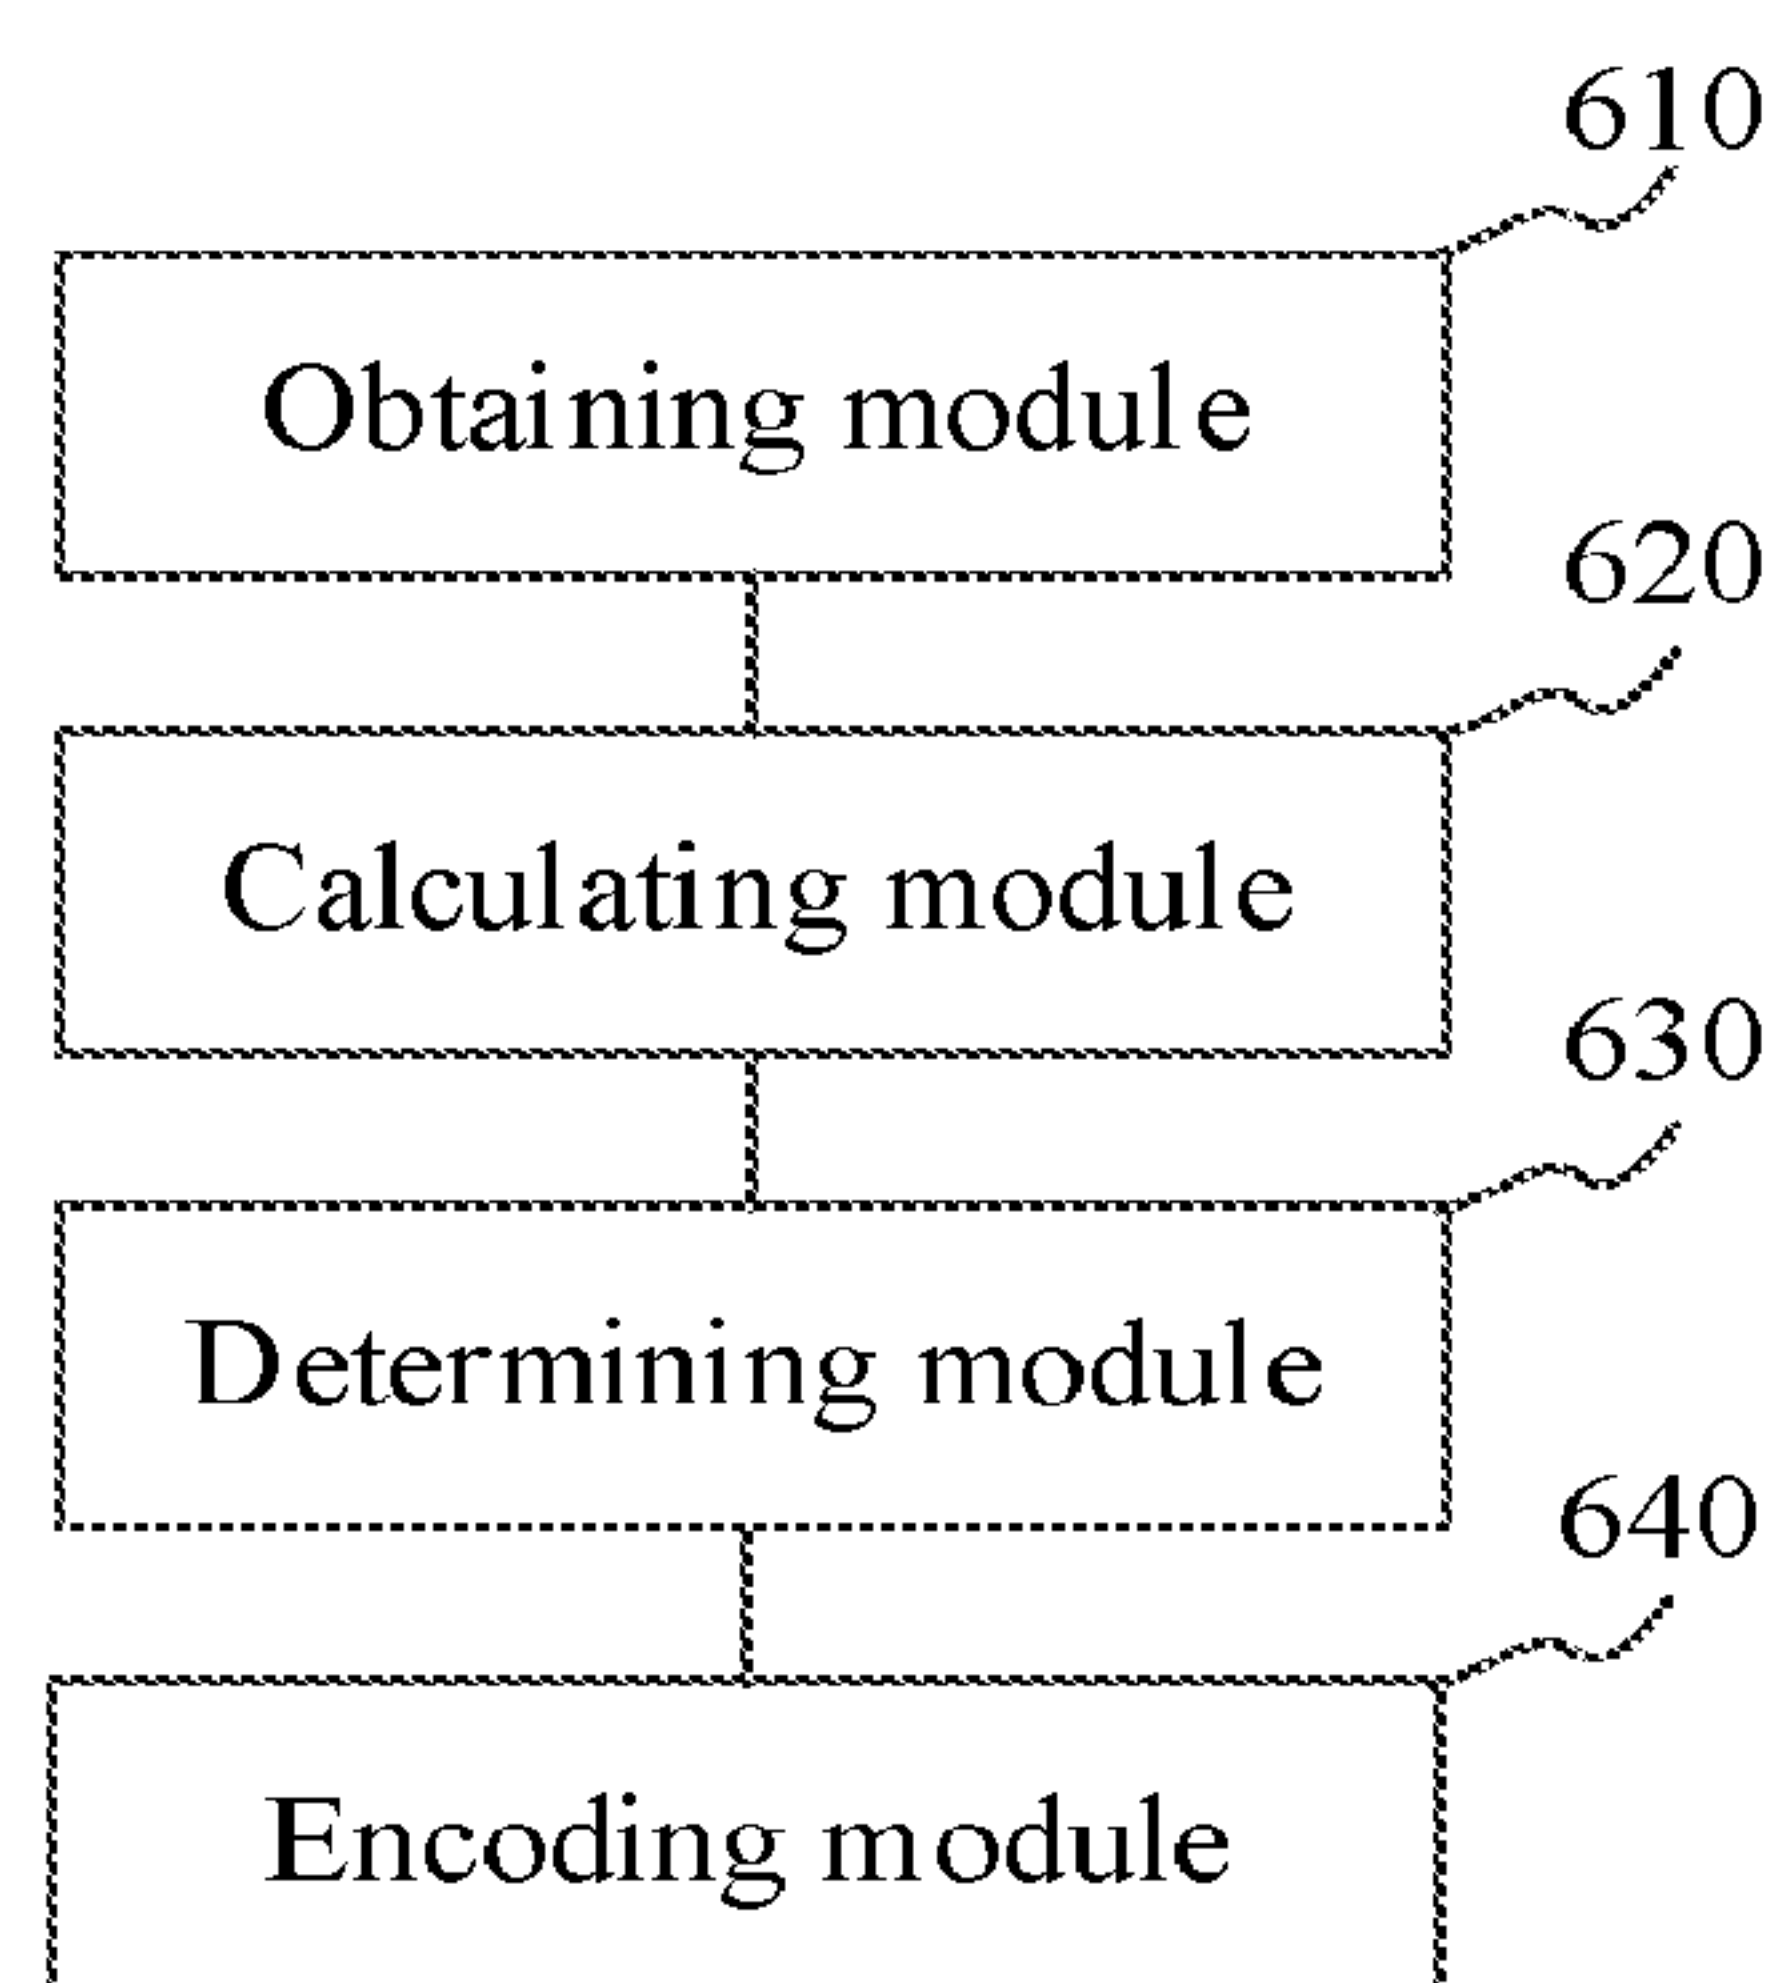 610
Obtaining module
620
Calculating module
630
Determining module
640
Encoding module